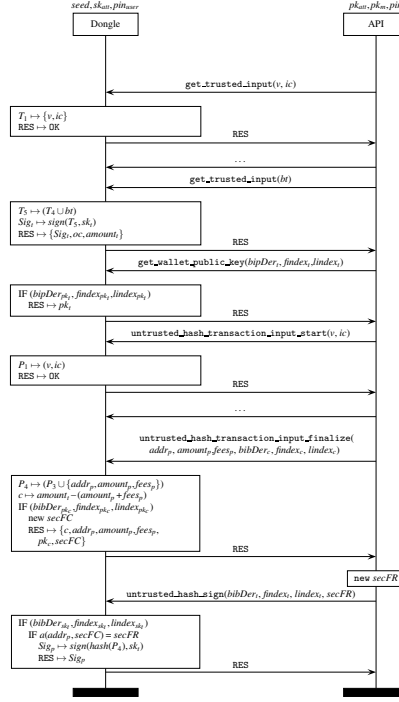 seed, sk_att, pin_user
pk_att, pk_m, pin
Dongle
API
get_trusted_input(v, ic)
T_1 ↦ {v, ic}
RES ↦ OK
RES
...
get_trusted_input(bt)
T_5 ↦ (T_4 ∪ bt)
Sig_t ↦ sign(T_5, sk_t)
RES ↦ {Sig_t, oc, amount_t}
RES
get_wallet_public_key(bipDer_t, findex_t, lindex_t)
IF (bipDer_pk_t, findex_pk_t, lindex_pk_t)
RES ↦ pk_t
RES
untrusted_hash_transaction_input_start(v, ic)
P_1 ↦ (v, ic)
RES ↦ OK
RES
...
untrusted_hash_transaction_input_finalize(
addr_p, amount_p, fees_p, bibDer_c, findex_c, lindex_c)
P_4 ↦ (P_3 ∪ {addr_p, amount_p, fees_p})
c ↦ amount_t − (amount_p + fees_p)
IF (bibDer_pk_c, findex_pk_c, lindex_pk_c)
new secFC
RES ↦ {c, addr_p, amount_p, fees_p,
pk_c, secFC}
RES
new secFR
untrusted_hash_sign(bibDer_t, findex_t, lindex_t, secFR)
IF (bibDer_sk_t, findex_sk_t, lindex_sk_t)
IF a(addr_p, secFC) = secFR
Sig_p ↦ sign(hash(P_4), sk_t)
RES ↦ Sig_p
RES